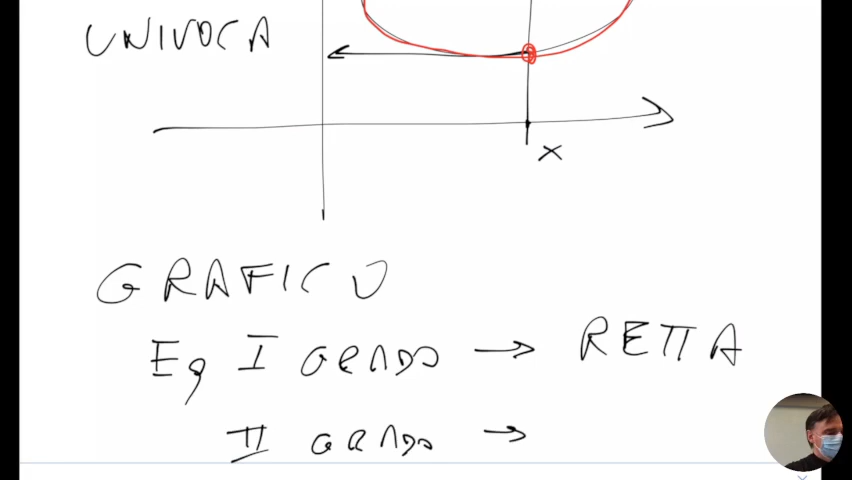 UNIVOCA
x
GRAFICO
Eq I GRADO → RETTA
II GRADO →